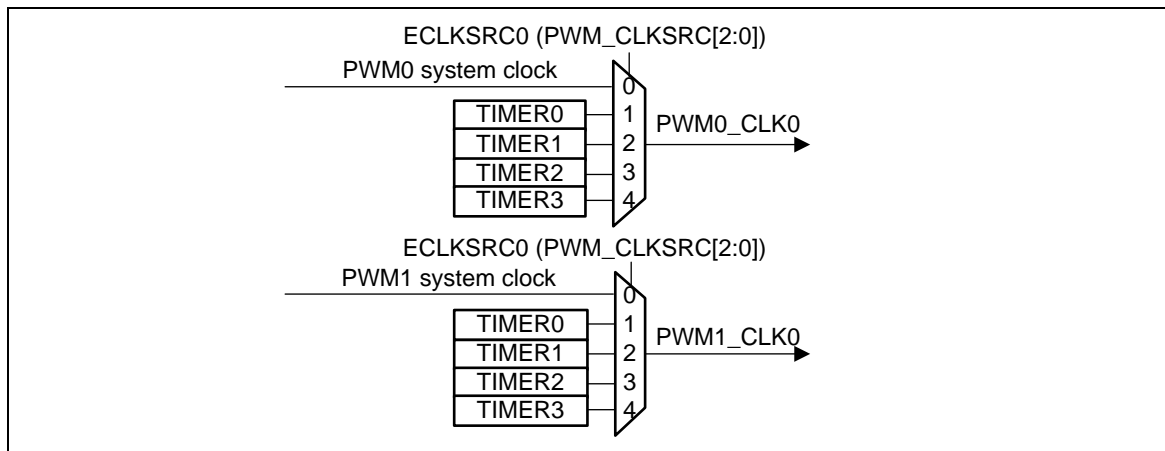 ECLKSRC0 (PWM_CLKSRC[2:0])
PWM0 system clock
0
TIMER0 1
PWM0_CLK0
TIMER1 2
TIMER2 3
TIMER3 4
ECLKSRC0 (PWM_CLKSRC[2:0])
PWM1 system clock
0
TIMER0 1
PWM1_CLK0
TIMER1 2
TIMER2 3
TIMER3 4